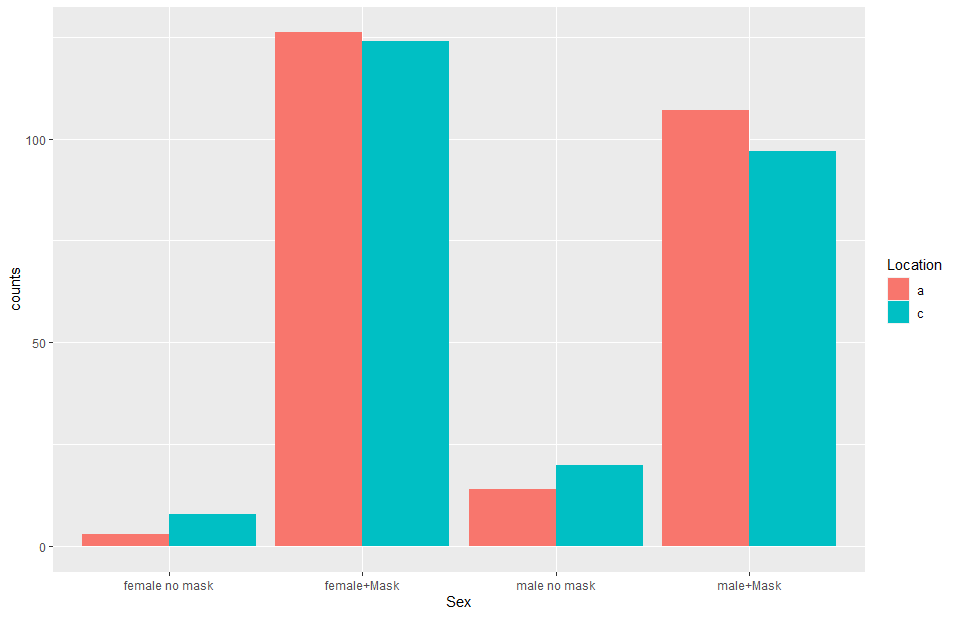 counts
100
50
0
female no mask
female+Mask
male no mask
male+Mask
Sex
Location
a
c